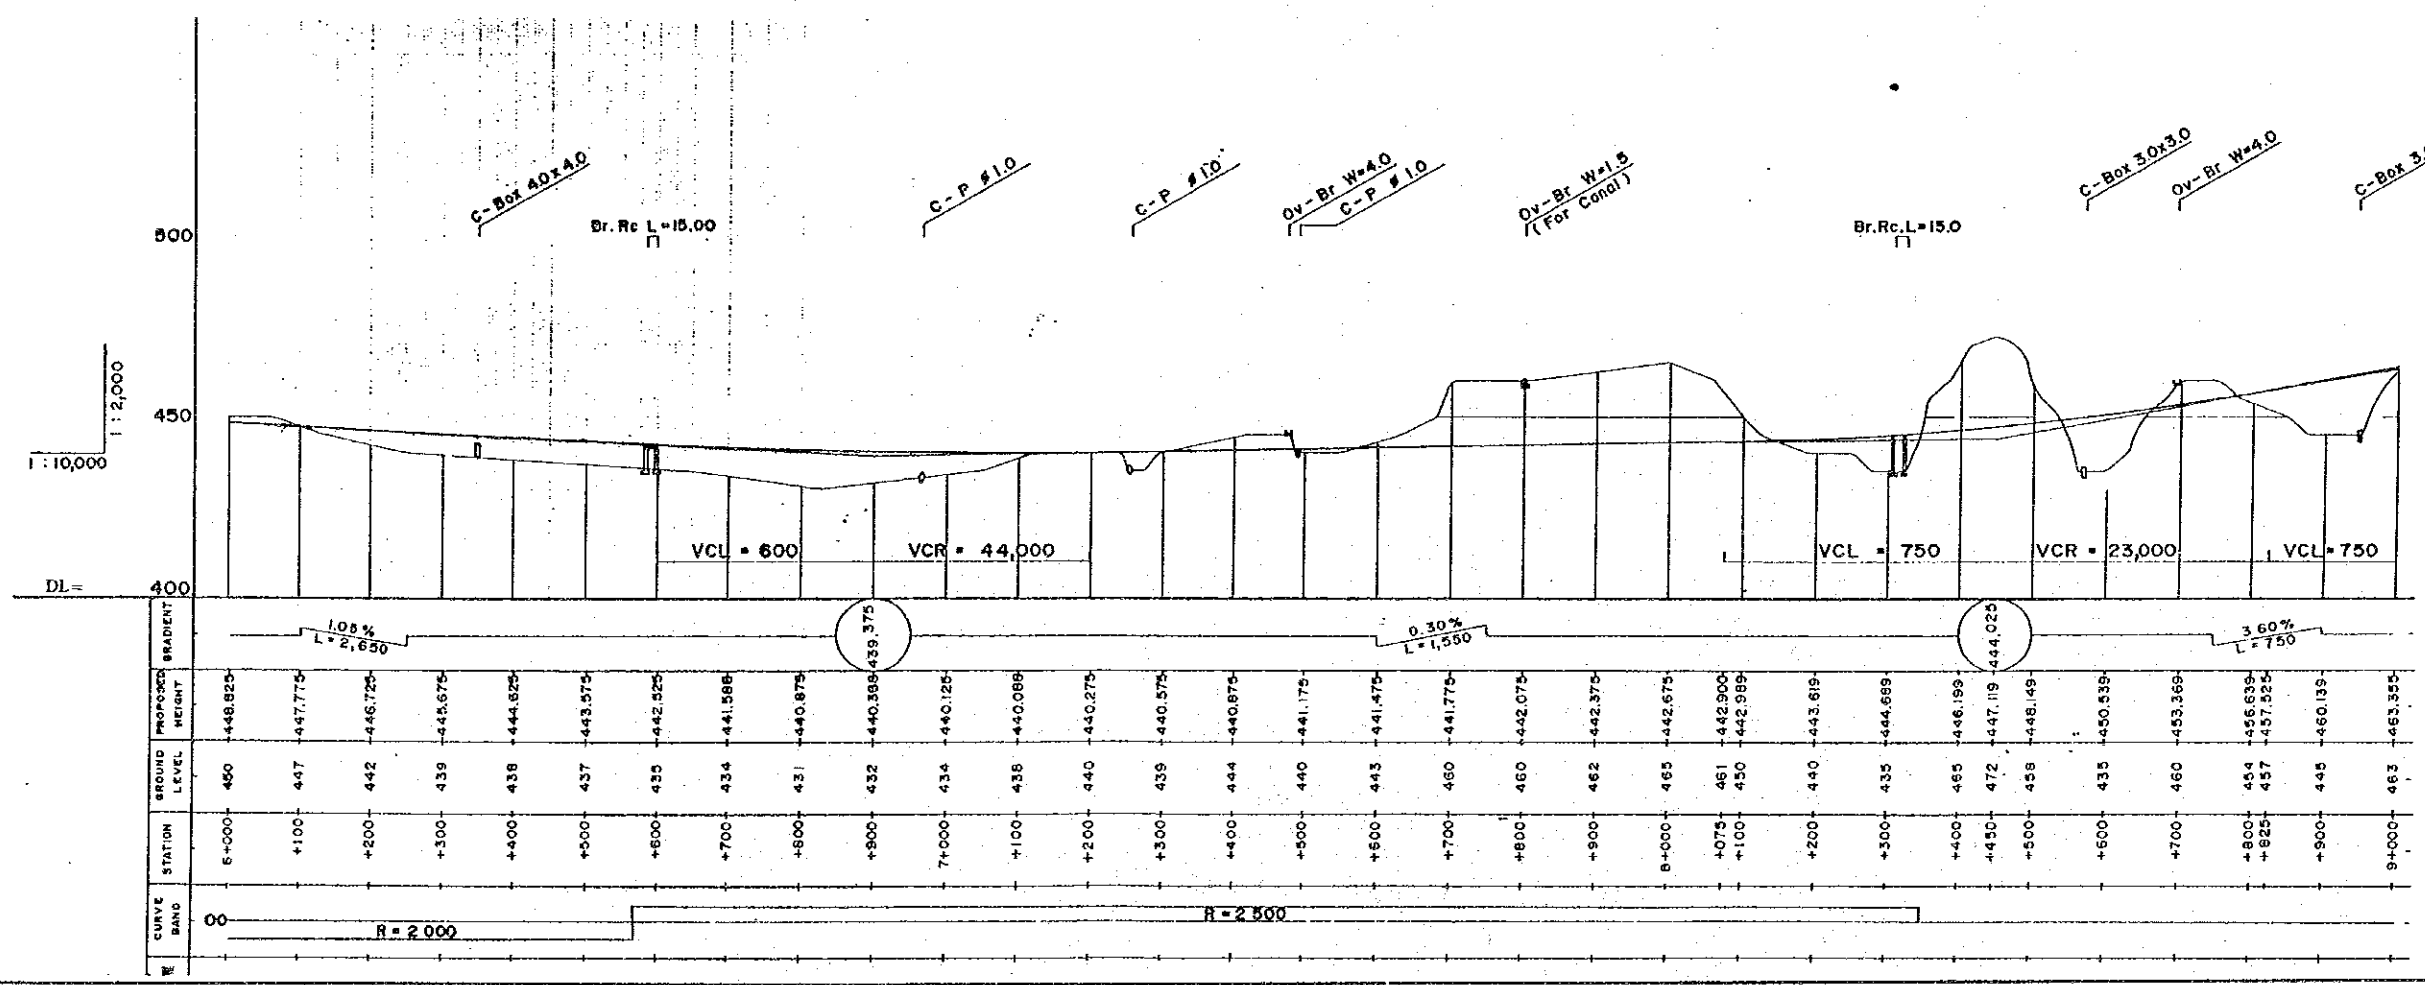 C-Box 4.0x4.0
Br.Rc L=15.00
C-P ø1.0
C-P ø1.0
Ov-Br W=4.0
C-P ø1.0
Ov-Br W=1.5
(For Canal)
Br.Rc.L=15.0
C-Box 3.0x3.0
Ov-Br W=4.0
C-Box 3.
500
450
400
1:2,000
1:10,000
DL=
VCL = 600
VCR = 44,000
VCL = 750
VCR = 23,000
VCL=750
GRADIENT
1.05%
L=2,650
439.375
0.30%
L=1,550
444.025
3.60%
L=750
PROPOSED HEIGHT
448.825 447.775 446.725 445.675 444.625 443.575 442.525 441.588 440.875 440.388 440.125 440.088 440.275 440.575 440.875 441.175 441.475 441.775 442.075 442.375 442.675 442.900 442.989 443.619 444.689 446.199 447.119 448.149 450.539 453.369 456.639 457.525 460.139 463.355
GROUND LEVEL
450 447 442 439 438 437 435 434 431 432 434 438 440 439 444 440 443 460 460 462 465 461 450 440 435 465 472 458 435 460 454 457 445 463
STATION
6+000 +100 +200 +300 +400 +500 +600 +700 +800 +900 7+000 +100 +200 +300 +400 +500 +600 +700 +800 +900 8+000 +075 +100 +200 +300 +400 +450 +500 +600 +700 +800 +825 +900 9+000
CURVE BAND
00
R=2 000
R=2 500